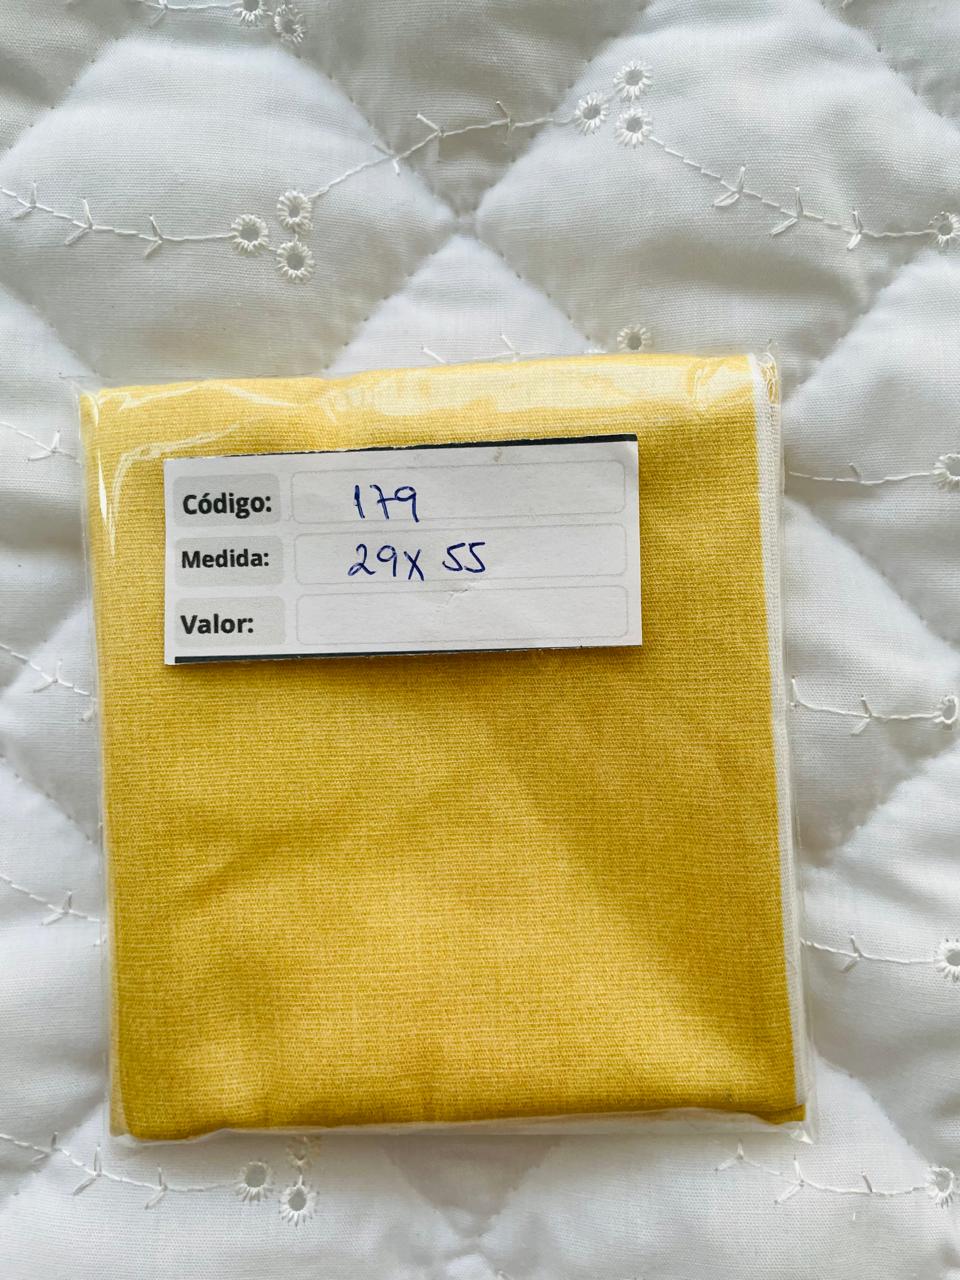 Código: 179
Medida: 29x 55
Valor: